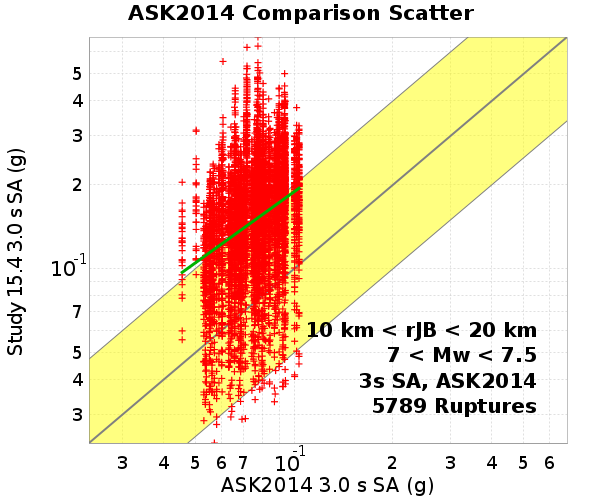 ASK2014 Comparison Scatter
Study 15.4 3.0 s SA (g)
5
4
3
2
10-1
7
5
4
3
10 km < rJB < 20 km
7 < Mw < 7.5
3s SA, ASK2014
5789 Ruptures
3 4 5 6 7 10-1 2 3 4 5 6
ASK2014 3.0 s SA (g)